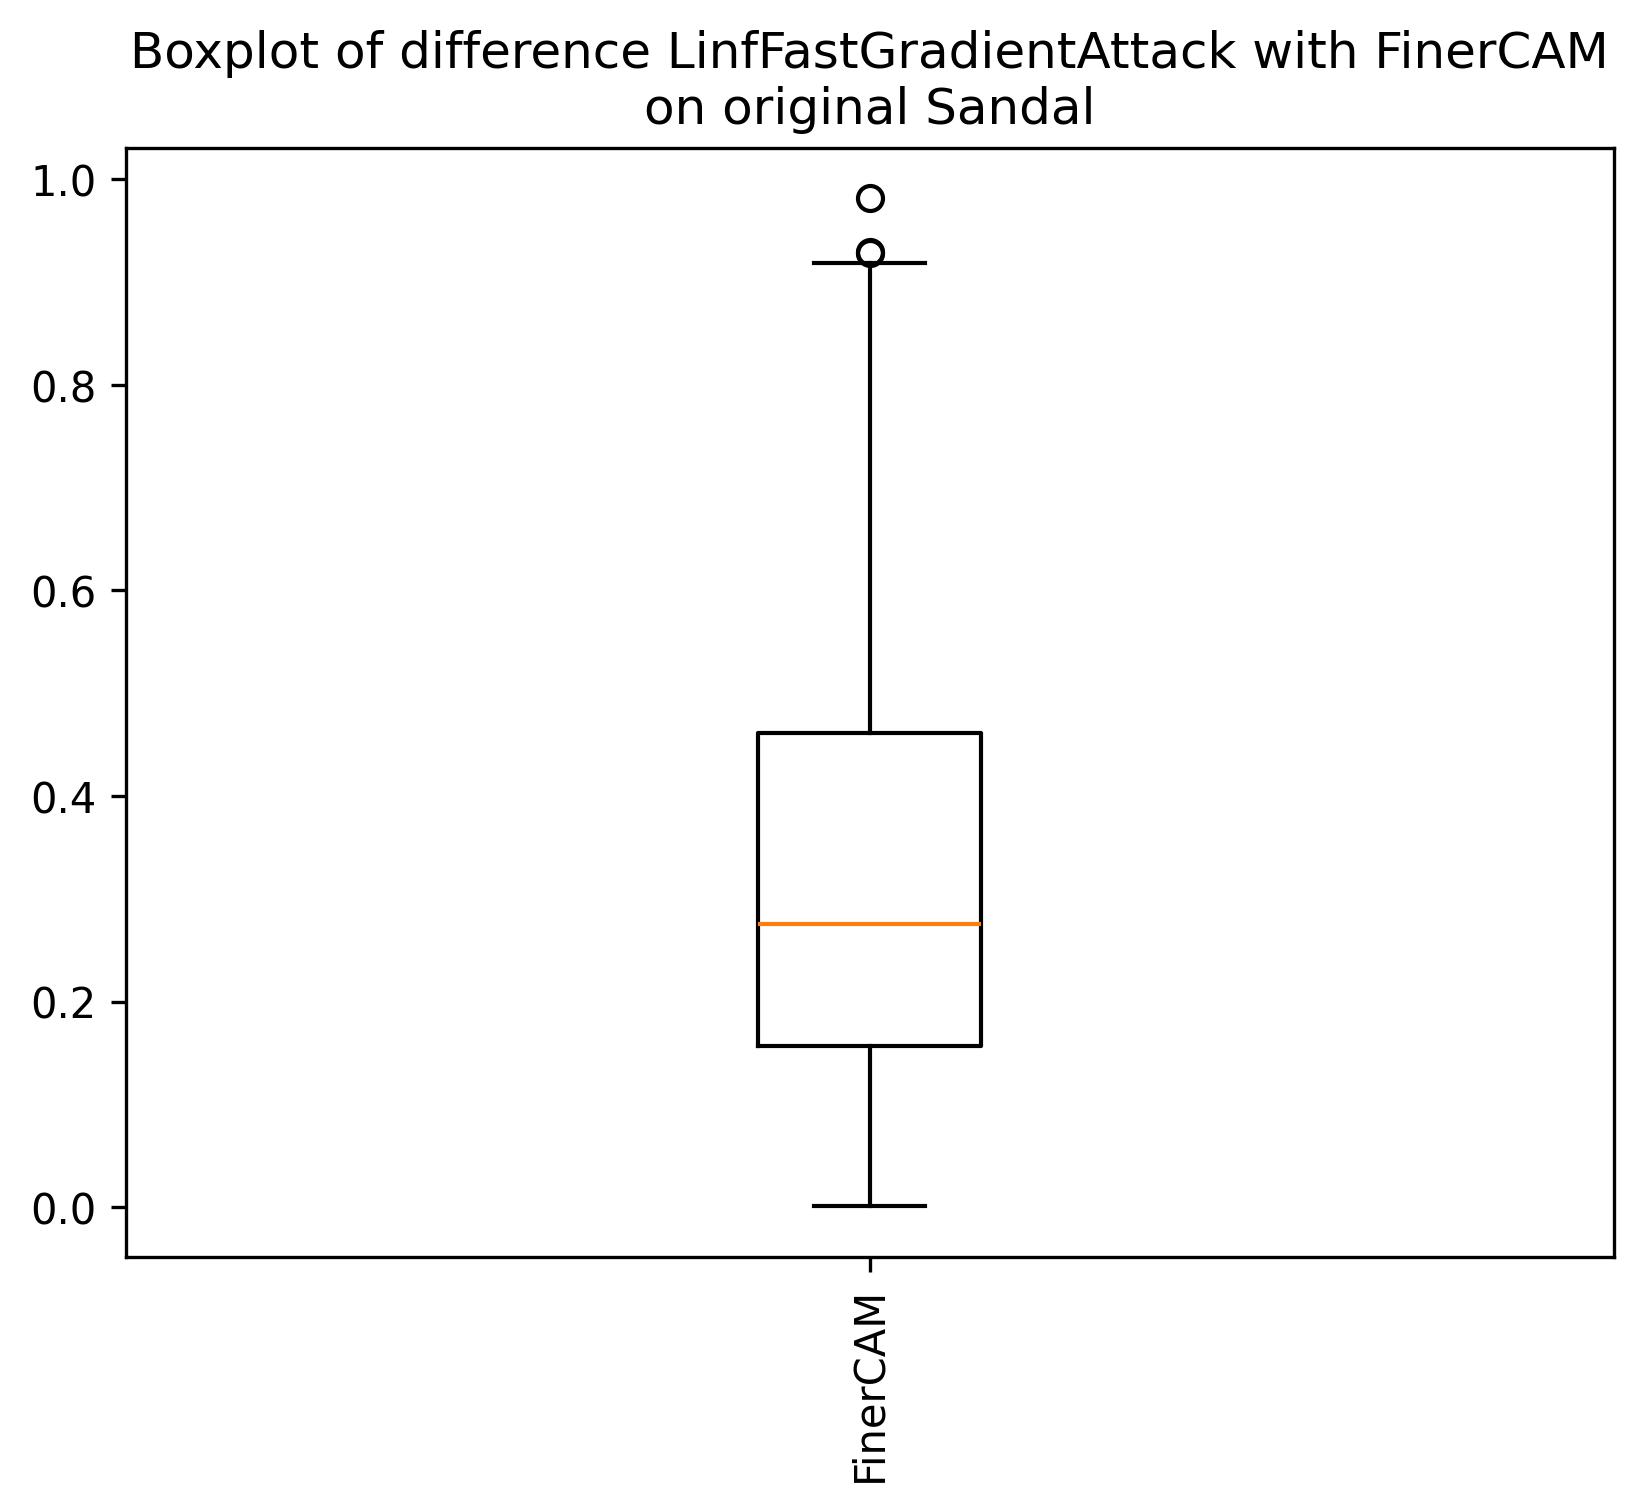 Boxplot of difference LinfFastGradientAttack with FinerCAM
on original Sandal
1.0
0.8
0.6
0.4
0.2
0.0
FinerCAM